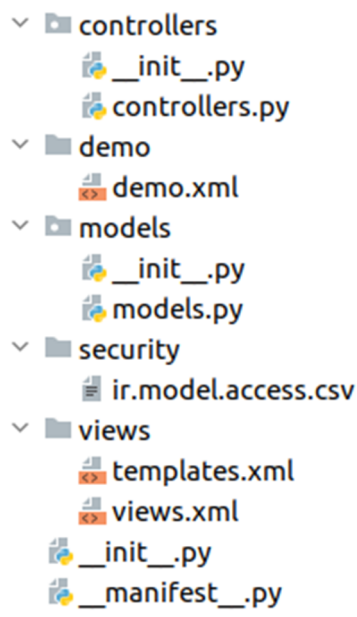 controllers
__init__.py
controllers.py
demo
demo.xml
models
__init__.py
models.py
security
ir.model.access.csv
views
templates.xml
views.xml
__init__.py
__manifest__.py